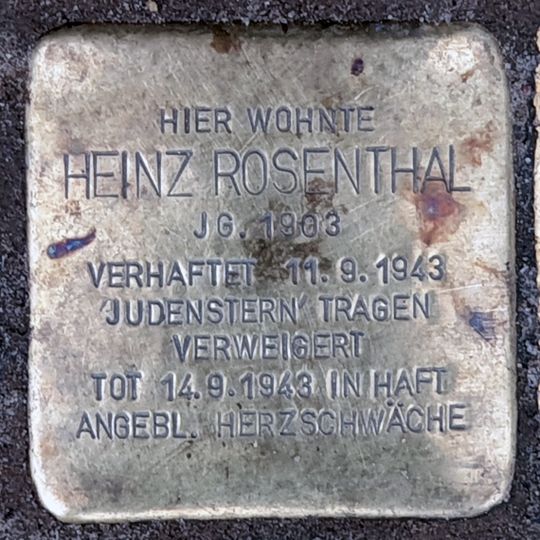 HIER WOHNTE
HEINZ ROSENTHAL
JG. 1903
VERHAFTET 11.9.1943
'JUDENSTERN' TRAGEN
VERWEIGERT
TOT 14.9.1943 IN HAFT
ANGEBL. HERZSCHWÄCHE